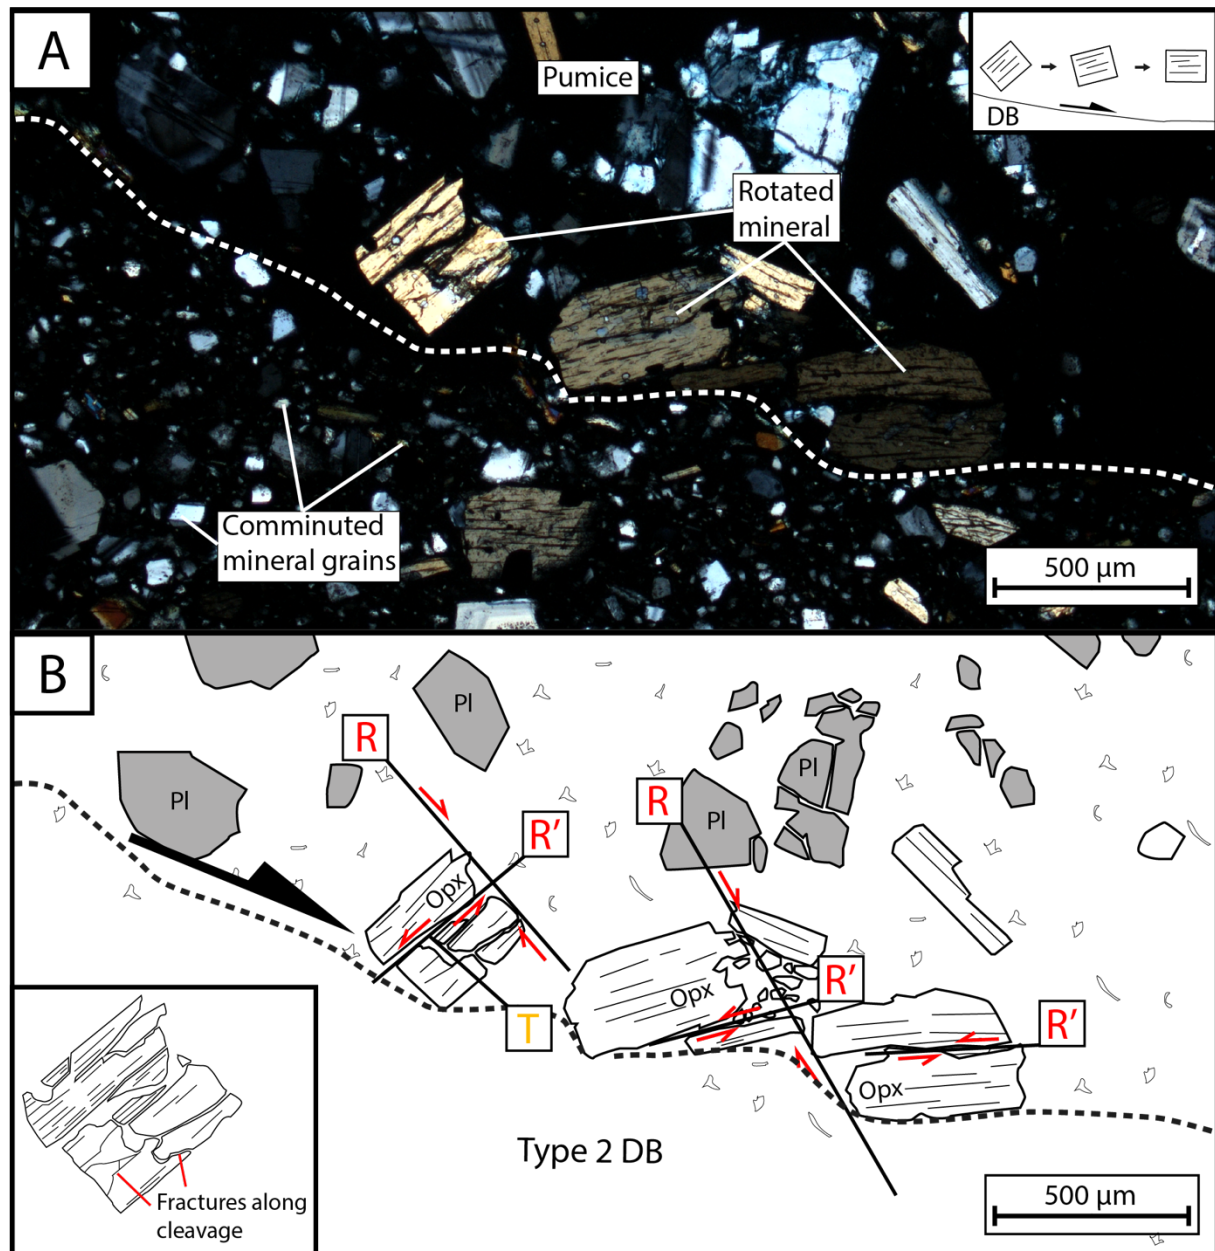 A
Pumice
DB
Rotated
mineral
Comminuted
mineral grains
500 µm
B
Pl
Pl
R
R'
Opx
T
R
Pl
Pl
Opx
R'
R'
Opx
Type 2 DB
Fractures along
cleavage
500 µm